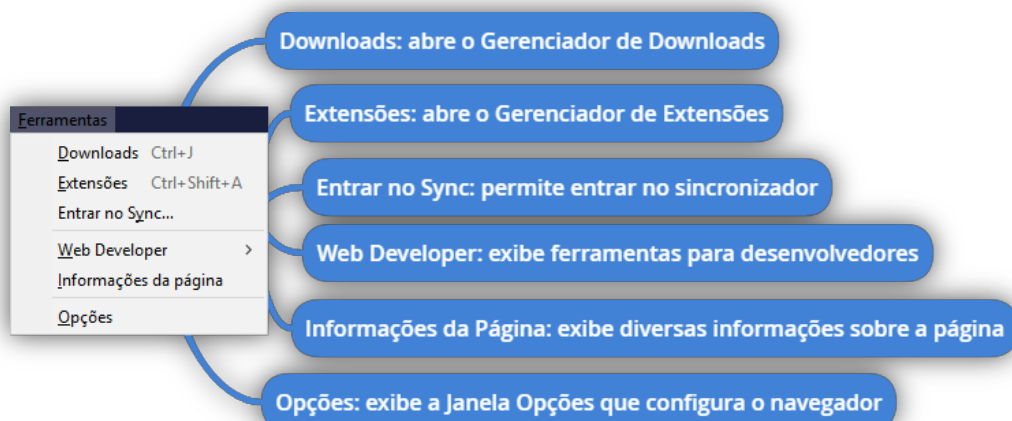 Downloads: abre o Gerenciador de Downloads
Extensões: abre o Gerenciador de Extensões
Ferramentas
Downloads Ctrl+J
Extensões Ctrl+Shift+A
Entrar no Sync...
Web Developer >
Informações da página
Opções
Entrar no Sync: permite entrar no sincronizador
Web Developer: exibe ferramentas para desenvolvedores
Informações da Página: exibe diversas informações sobre a página
Opções: exibe a Janela Opções que configura o navegador